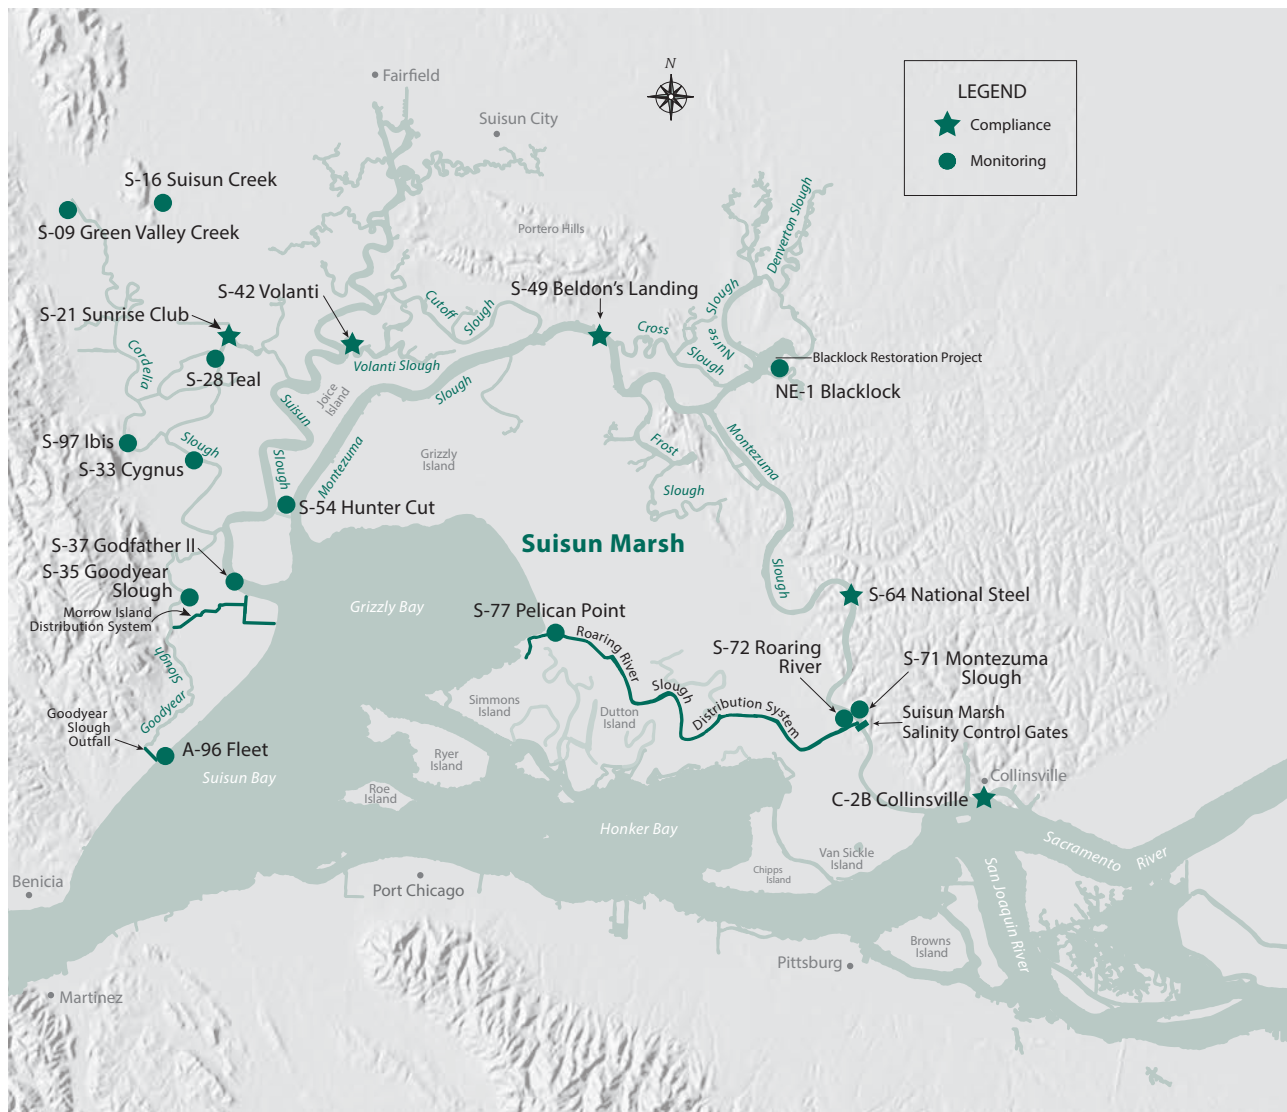 Fairfield
N
LEGEND
Compliance
Monitoring
Suisun City
S-16 Suisun Creek
S-09 Green Valley Creek
Portero Hills
Denverton Slough
S-42 Volanti
S-49 Beldon's Landing
S-21 Sunrise Club
Cutoff
Slough
Cross
Slough
Nurse
Slough
Cordelia
Volanti Slough
Blacklock Restoration Project
S-28 Teal
NE-1 Blacklock
Joice
Island
Slough
Suisun
S-97 Ibis
Slough
S-33 Cygnus
Slough
Montezuma
Grizzly
Island
Frost
Slough
Montezuma
S-54 Hunter Cut
Suisun Marsh
S-37 Godfather II
S-35 Goodyear
Slough
Morrow Island
Distribution System
Grizzly Bay
Slough
S-64 National Steel
S-77 Pelican Point
Roaring River
Slough
Distribution System
S-72 Roaring
River
S-71 Montezuma
Slough
Slough
Goodyear
Simmons
Island
Dutton
Island
Suisun Marsh
Salinity Control Gates
Goodyear
Slough
Outfall
A-96 Fleet
Suisun Bay
Ryer
Island
Roe
Island
Collinsville
C-2B Collinsville
Honker Bay
Sacramento River
Van Sickle
Island
Chipps
Island
San Joaquin River
Benicia
Port Chicago
Browns
Island
Pittsburg
Martinez